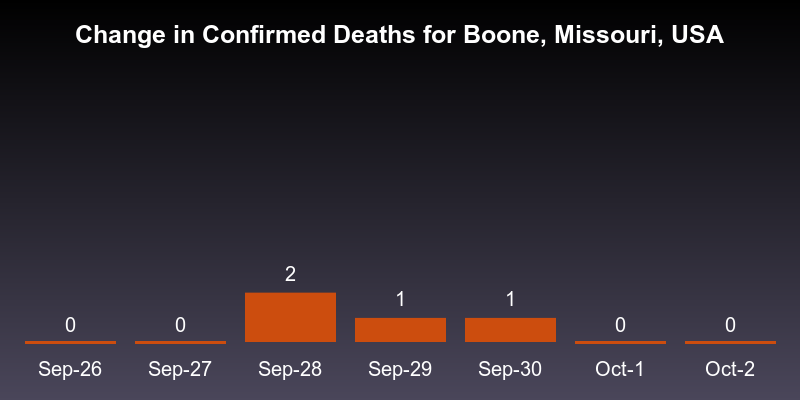 Change in Confirmed Deaths for Boone, Missouri, USA
0 0 2 1 1 0 0
Sep-26 Sep-27 Sep-28 Sep-29 Sep-30 Oct-1 Oct-2